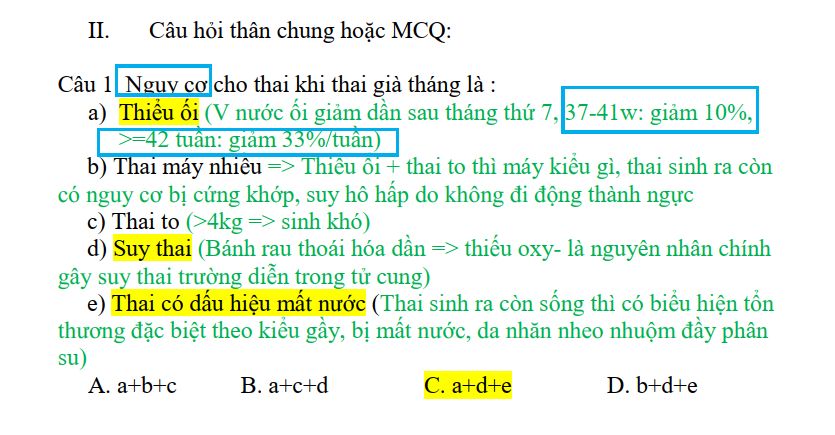 II. Câu hỏi thân chung hoặc MCQ:
Câu 1 Nguy cơ cho thai khi thai già tháng là :
a) Thiểu ối (V nước ối giảm dần sau tháng thứ 7, 37-41w: giảm 10%,
>=42 tuần: giảm 33%/tuần)
b) Thai máy nhiều => Thiểu ối + thai to thì máy kiểu gì, thai sinh ra còn
có nguy cơ bị cứng khớp, suy hô hấp do không đi động thành ngực
c) Thai to (>4kg => sinh khó)
d) Suy thai (Bánh rau thoái hóa dần => thiếu oxy- là nguyên nhân chính
gây suy thai trường diễn trong tử cung)
e) Thai có dấu hiệu mất nước (Thai sinh ra còn sống thì có biểu hiện tổn
thương đặc biệt theo kiểu gầy, bị mất nước, da nhăn nheo nhuộm đầy phân
su)
A. a+b+c B. a+c+d C. a+d+e D. b+d+e